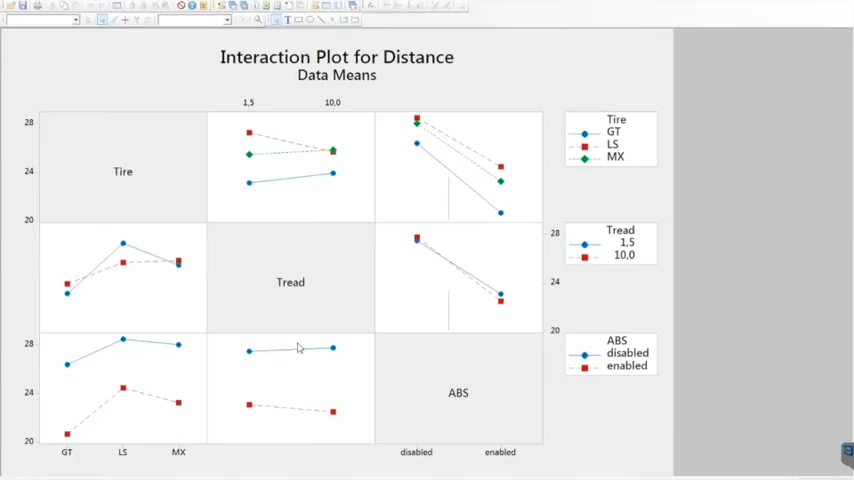 Interaction Plot for Distance
Data Means
1,5 10,0
28
24
20
Tire
Tire
GT
LS
MX
Tread
28
24
20
Tread
1,5
10,0
28
24
20
ABS
ABS
disabled
enabled
GT LS MX
disabled enabled